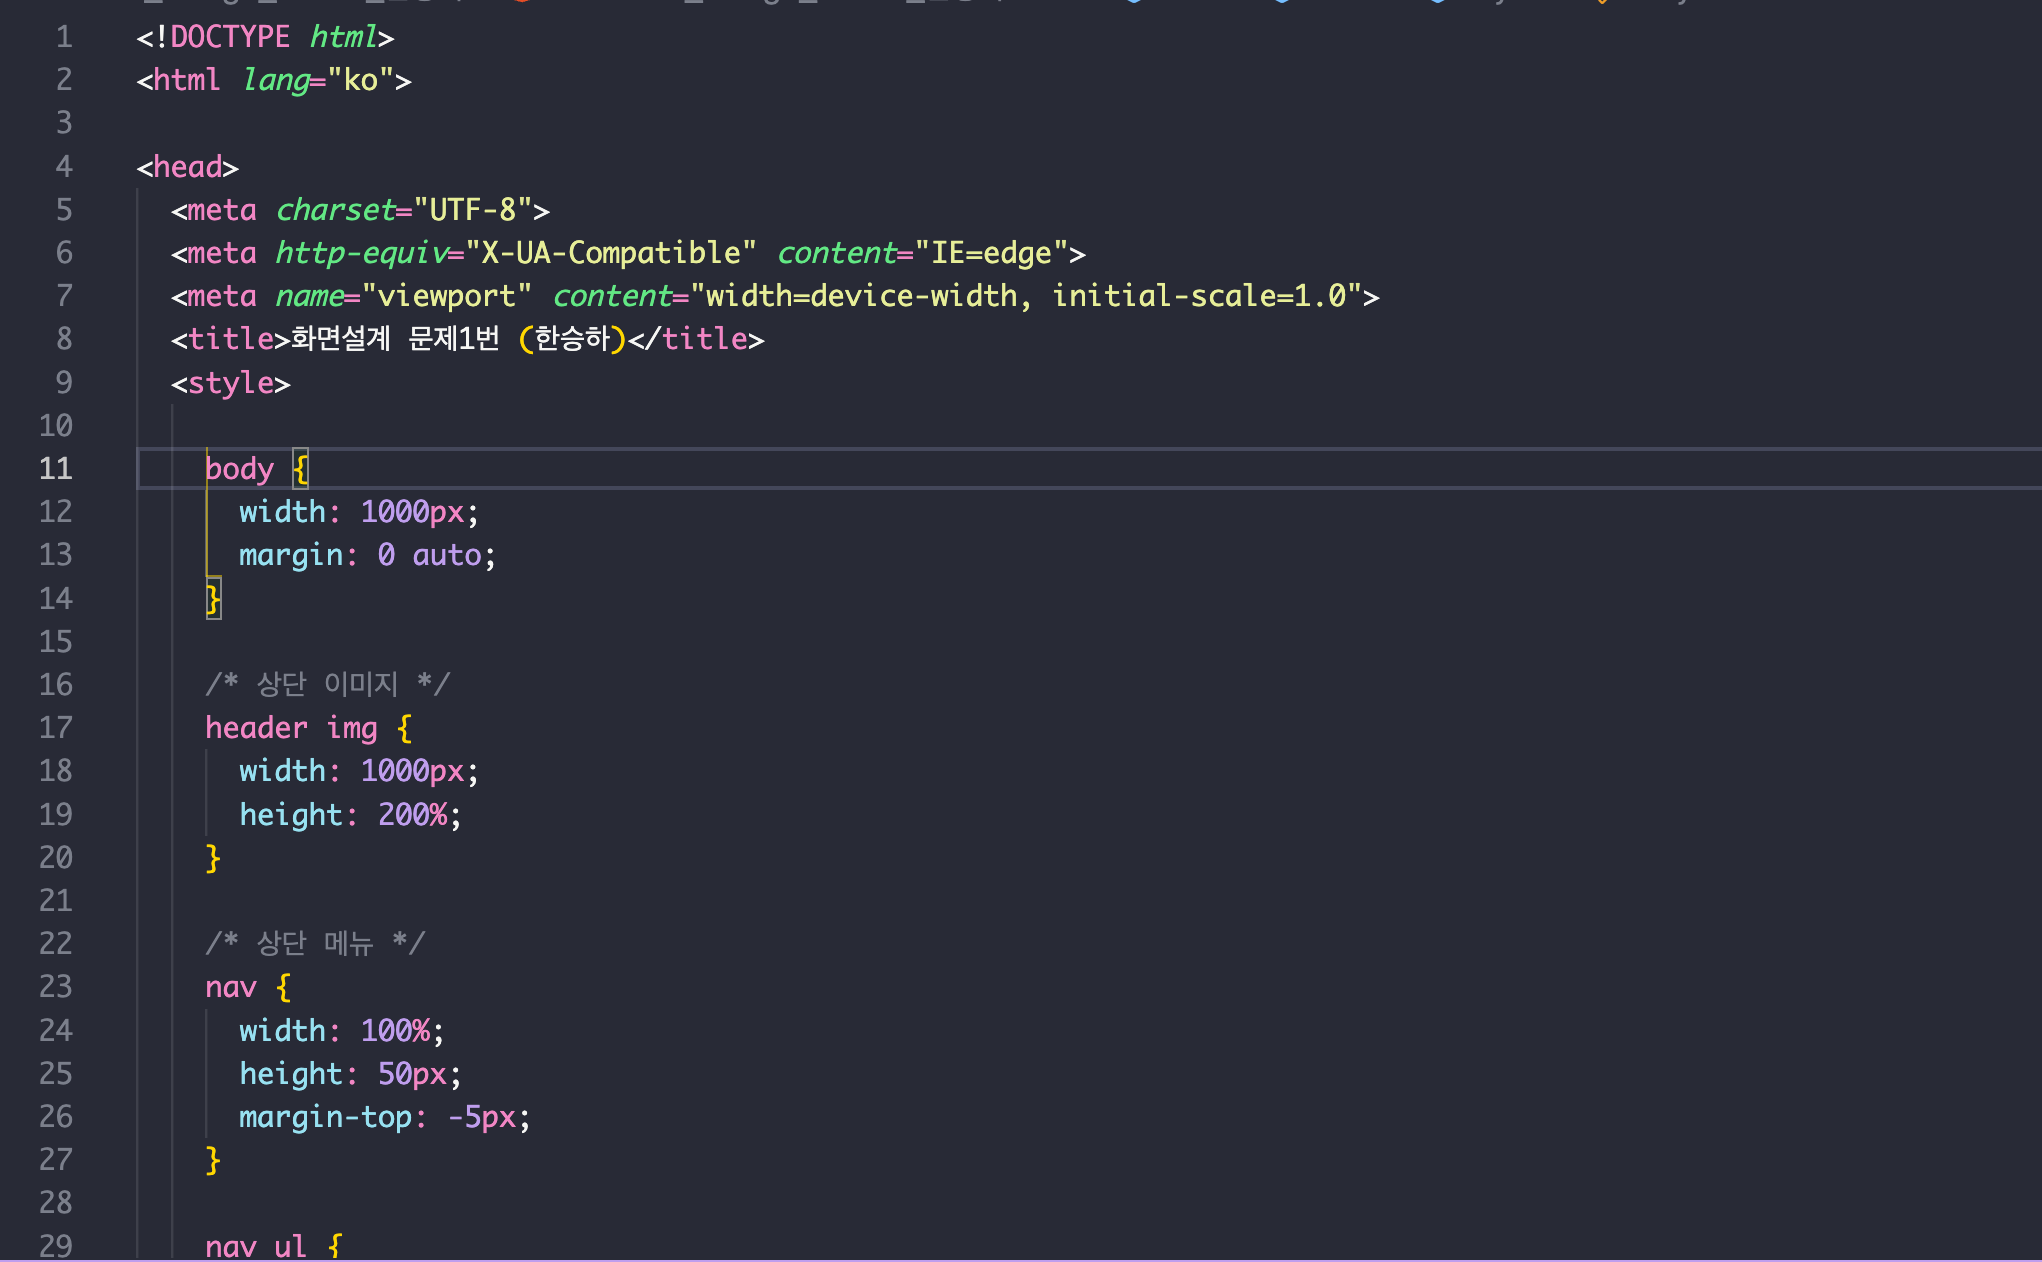 1 <!DOCTYPE html>
2 <html lang="ko">
3
4 <head>
5 <meta charset="UTF-8">
6 <meta http-equiv="X-UA-Compatible" content="IE=edge">
7 <meta name="viewport" content="width=device-width, initial-scale=1.0">
8 <title>화면설계 문제1번 (한승하)</title>
9 <style>
10
11 body {
12 width: 1000px;
13 margin: 0 auto;
14 }
15
16 /* 상단 이미지 */
17 header img {
18 width: 1000px;
19 height: 200%;
20 }
21
22 /* 상단 메뉴 */
23 nav {
24 width: 100%;
25 height: 50px;
26 margin-top: -5px;
27 }
28
29 nav ul {